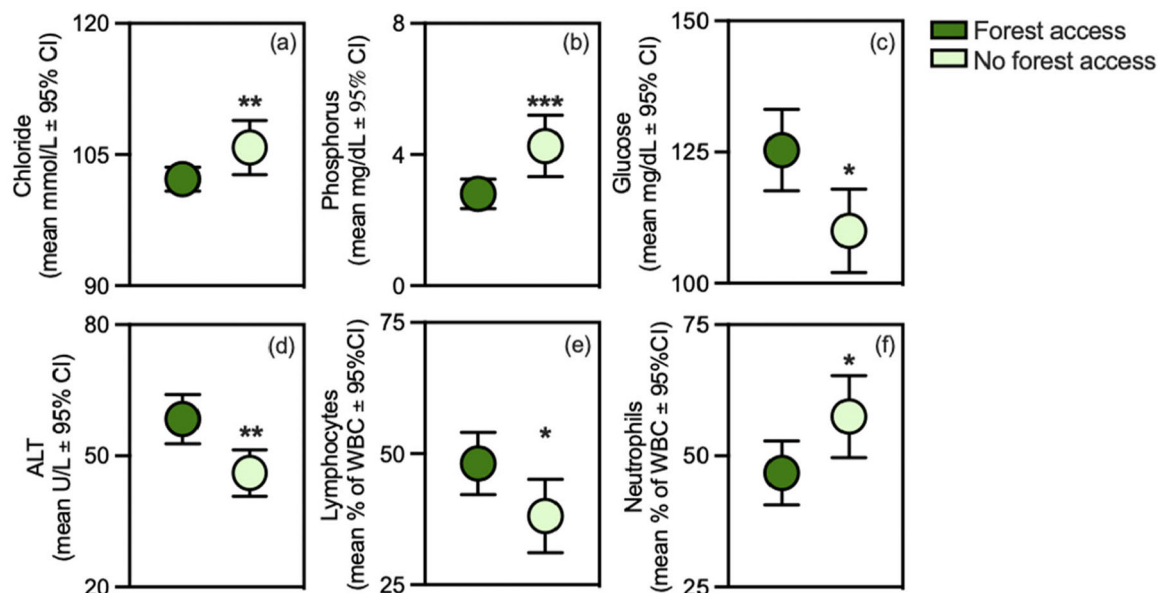 Chloride
(mean mmol/L ± 95% CI)
120
105
90
(a)
**
Phosphorus
(mean mg/dL ± 95% CI)
8
4
0
(b)
***
Glucose
(mean mg/dL ± 95% CI)
150
125
100
(c)
*
Forest access
No forest access
ALT
(mean U/L ± 95% CI)
80
50
20
(d)
**
Lymphocytes
(mean % of WBC ± 95%CI)
75
50
25
(e)
*
Neutrophils
(mean % of WBC ± 95%CI)
75
50
25
(f)
*